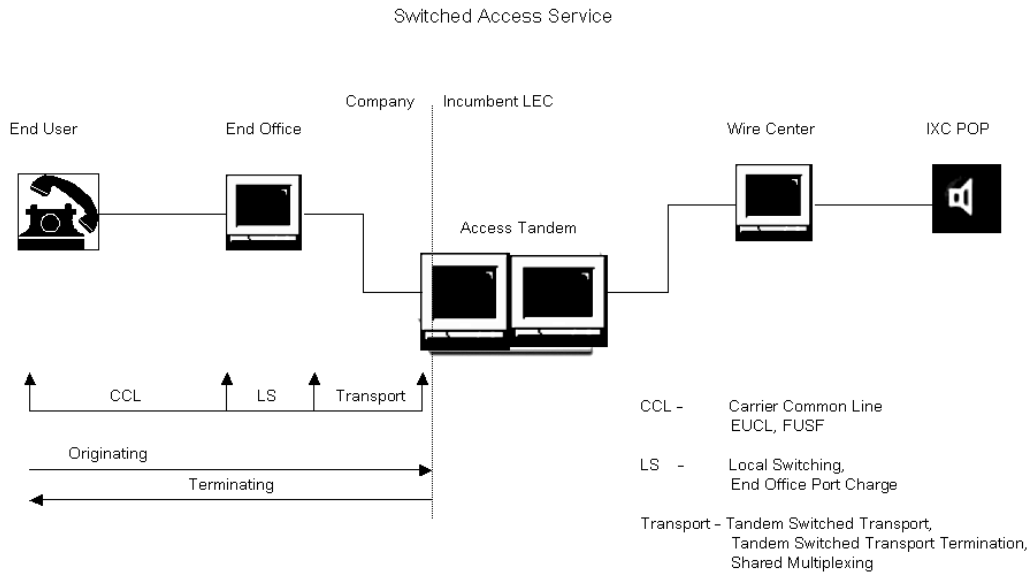 Switched Access Service
Company
Incumbent LEC
End User
End Office
Wire Center
IXC POP
Access Tandem
CCL
LS
Transport
Originating
Terminating
CCL - Carrier Common Line
EUCL, FUSF
LS - Local Switching,
End Office Port Charge
Transport - Tandem Switched Transport,
Tandem Switched Transport Termination,
Shared Multiplexing